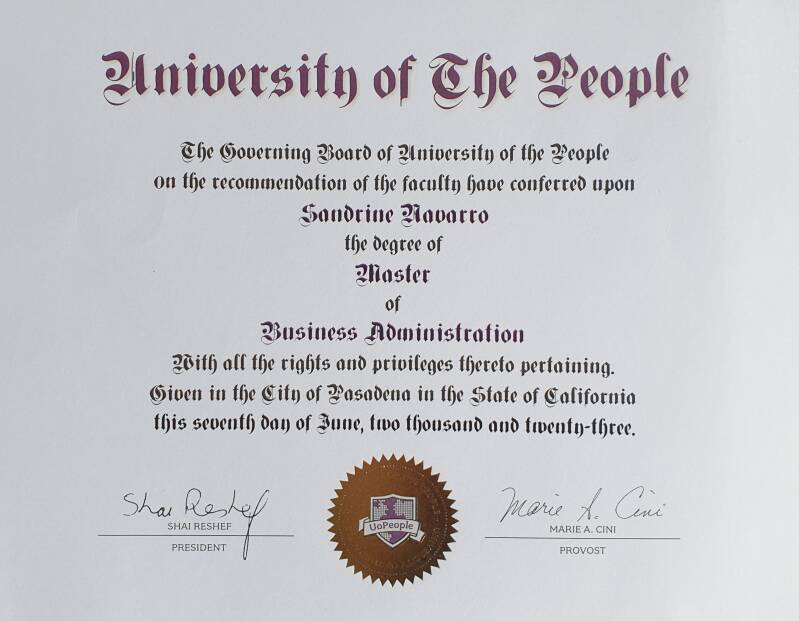 University of The People
The Governing Board of University of the People
on the recommendation of the faculty have conferred upon
Sandrine Navarro
the degree of
Master
of
Business Administration
With all the rights and privileges thereto pertaining.
Given in the City of Pasadena in the State of California
this seventh day of June, two thousand and twenty-three.
Shai Reshef
SHAI RESHEF
PRESIDENT
UoPeople
Marie A. Cini
MARIE A. CINI
PROVOST